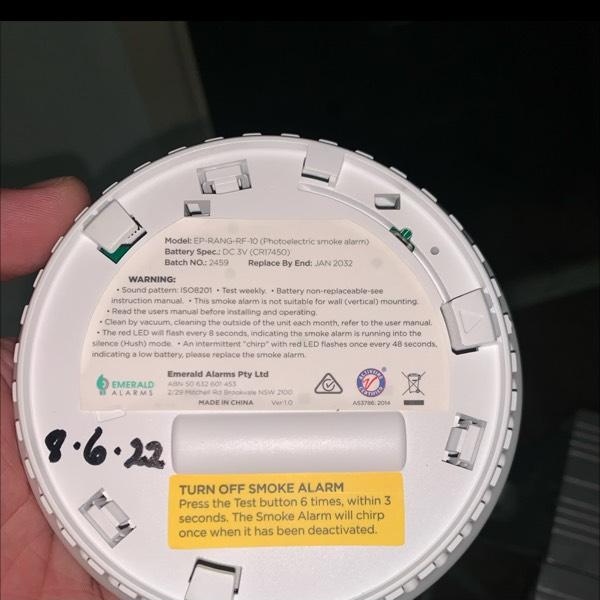 Model: EP-RANG-RF-10 (Photoelectric smoke alarm)
Battery Spec.: DC 3V (CR17450)
Batch NO.: 2459 Replace By End: JAN 2032
WARNING:
• Sound pattern: ISO8201 • Test weekly. • Battery non-replaceable-see
instruction manual. • This smoke alarm is not suitable for wall (vertical) mounting.
• Read the users manual before installing and operating.
• Clean by vacuum, cleaning the outside of the unit each month, refer to the user manual.
• The red LED will flash every 8 seconds, indicating the smoke alarm is running into the
silence (Hush) mode. • An intermittent "chirp" with red LED flashes once every 48 seconds,
indicating a low battery, please replace the smoke alarm.
EMERALD
ALARMS
Emerald Alarms Pty Ltd
ABN 50 632 601 453
2/29 Mitchell Rd Brookvale NSW 2100
MADE IN CHINA Ver:1.0
AS3786: 2014
8.6.22
TURN OFF SMOKE ALARM
Press the Test button 6 times, within 3
seconds. The Smoke Alarm will chirp
once when it has been deactivated.